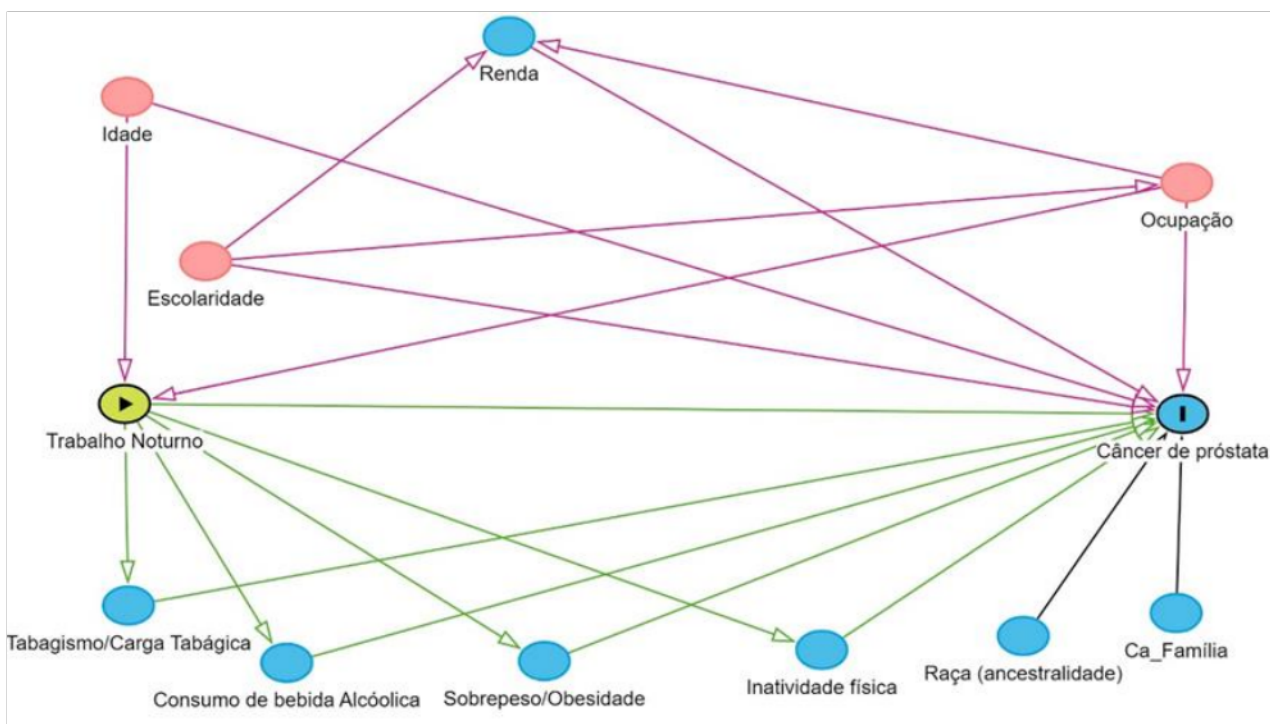 Renda
Idade
Ocupação
Escolaridade
Trabalho Noturno
Câncer de próstata
Tabagismo/Carga Tabágica
Consumo de bebida Alcóolica
Sobrepeso/Obesidade
Inatividade física
Raça (ancestralidade)
Ca_Família